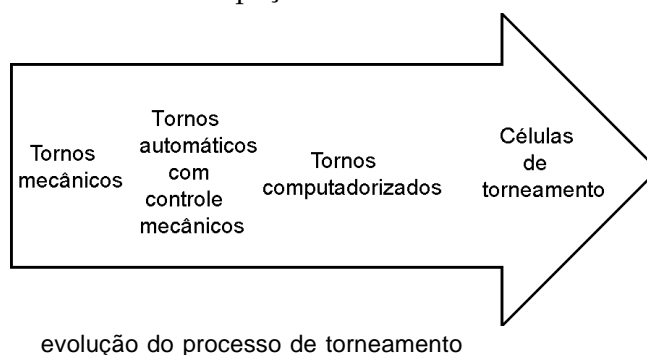 Tornos
mecânicos
Tornos
automáticos
com
controle
mecânicos
Tornos
computadorizados
Células
de
torneamento
evolução do processo de torneamento